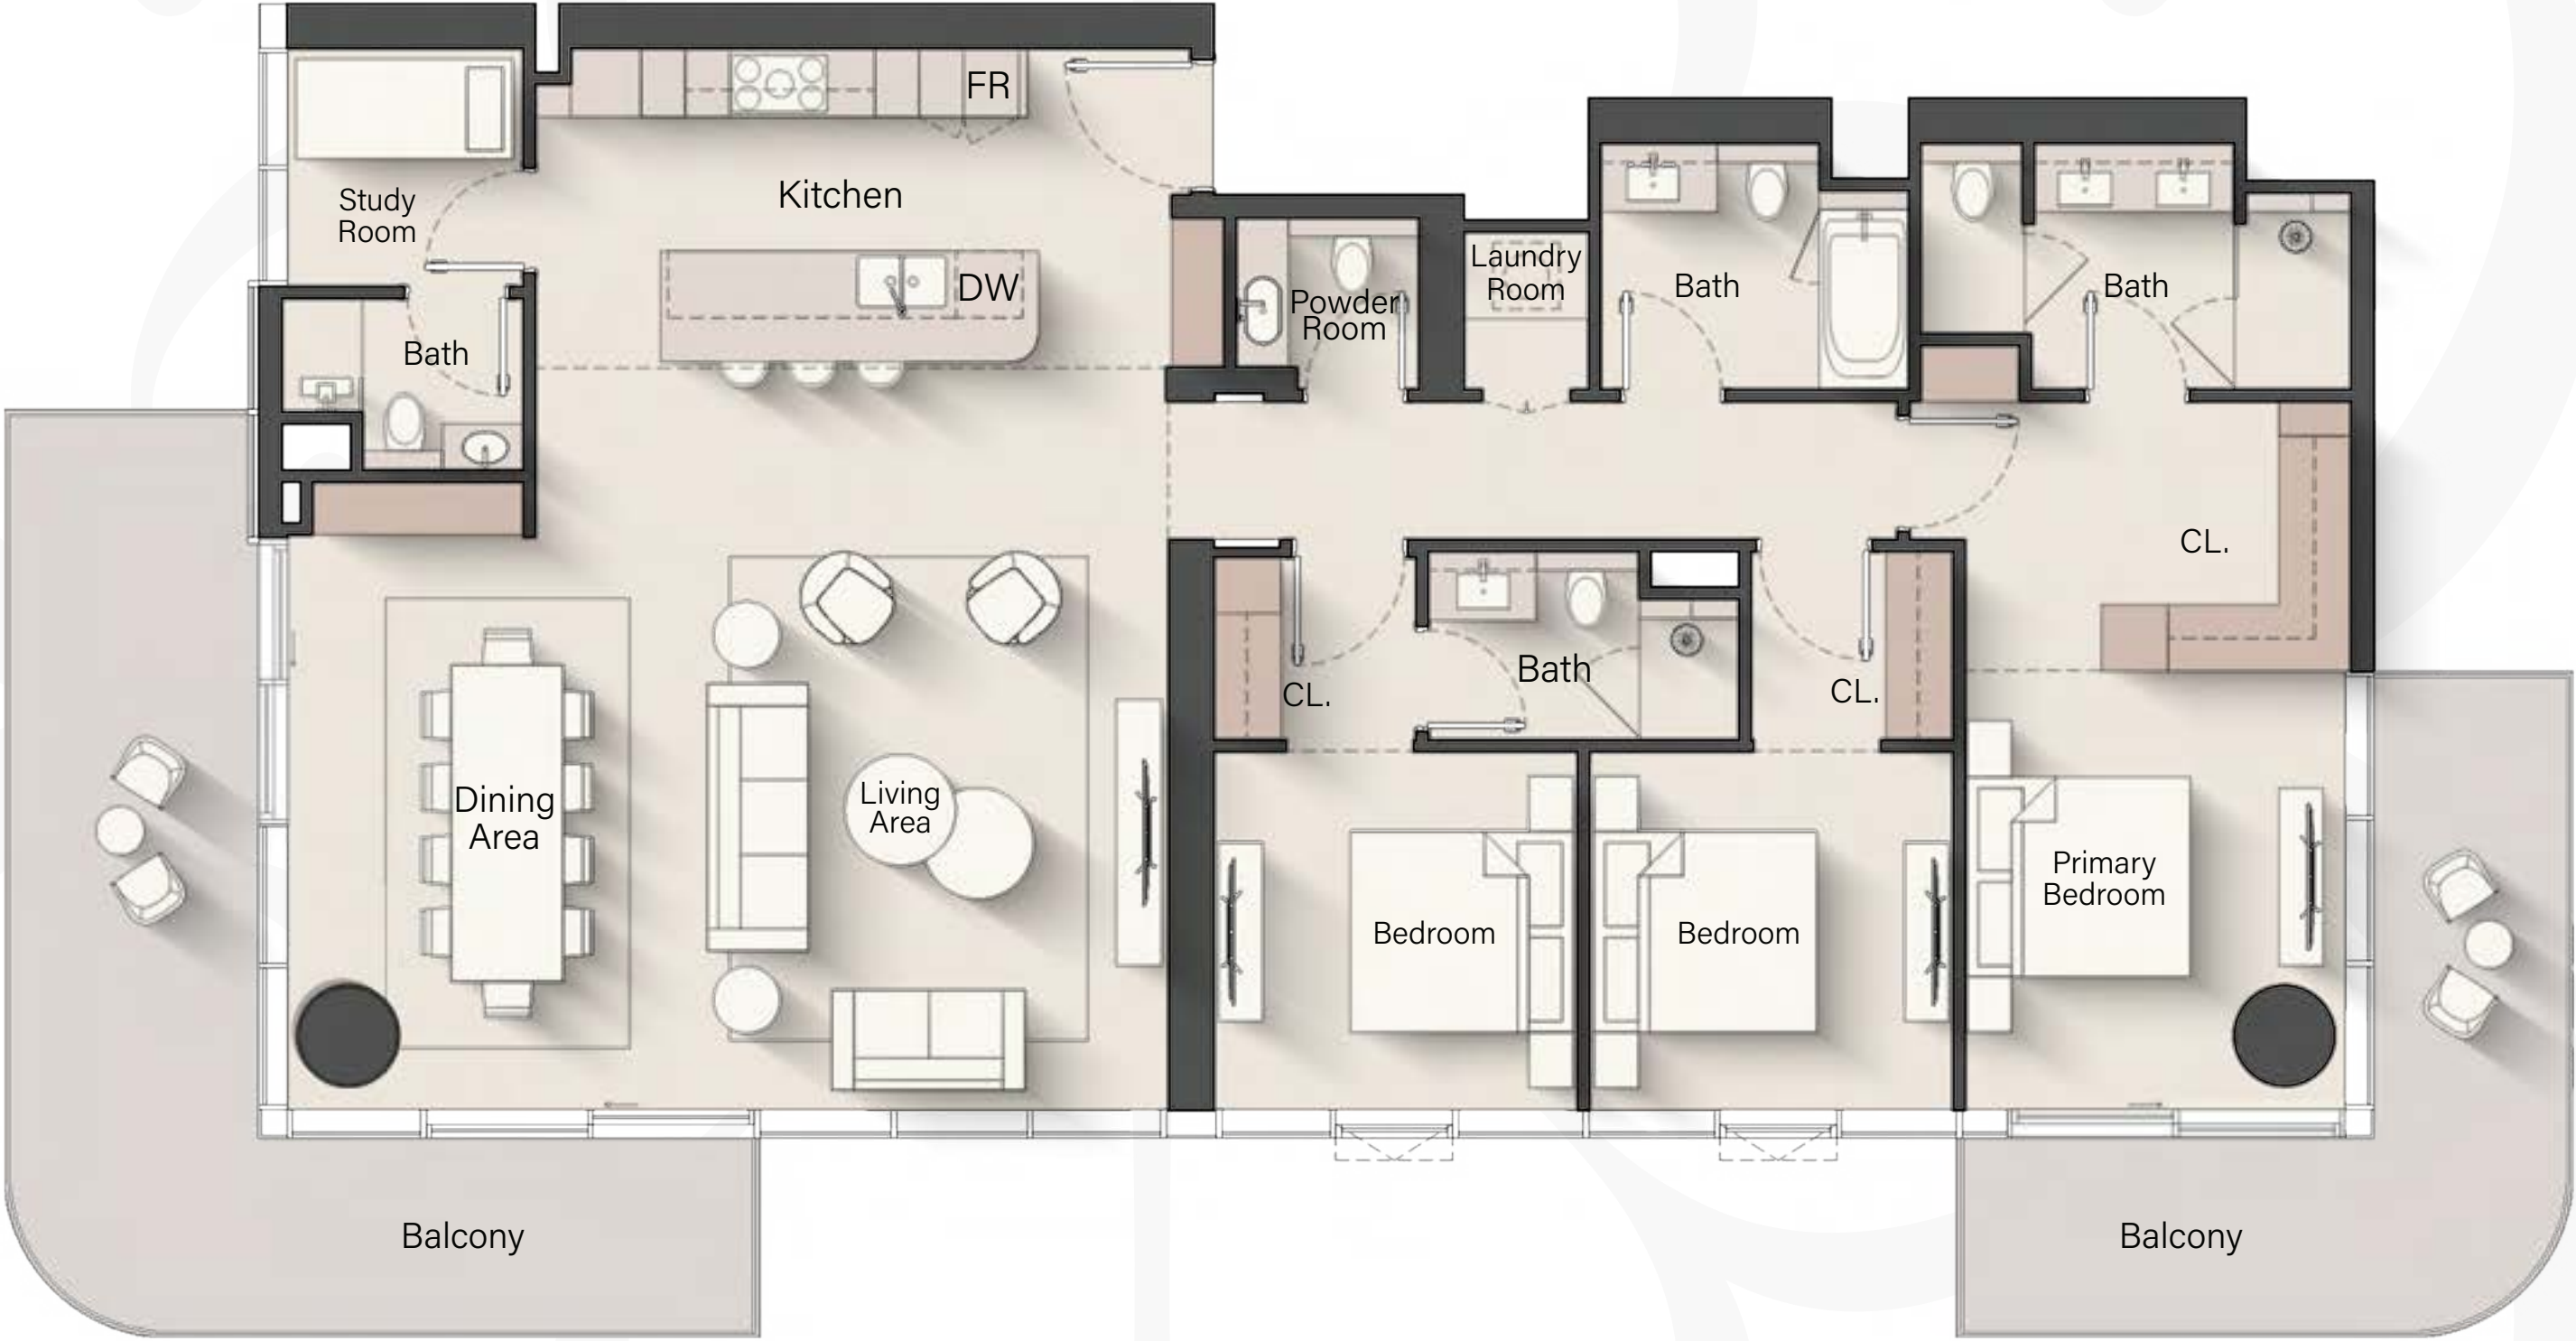 FR
Kitchen
Study
Room
DW
Bath
Powder
Room
Laundry
Room
Bath
Bath
CL.
CL.
Bath
CL.
Dining
Area
Living
Area
Bedroom
Bedroom
Primary
Bedroom
Balcony
Balcony